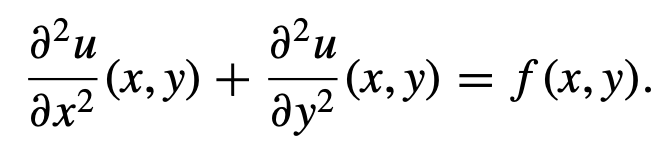 ∂²u/∂x² (x, y) + ∂²u/∂y² (x, y) = f(x, y).